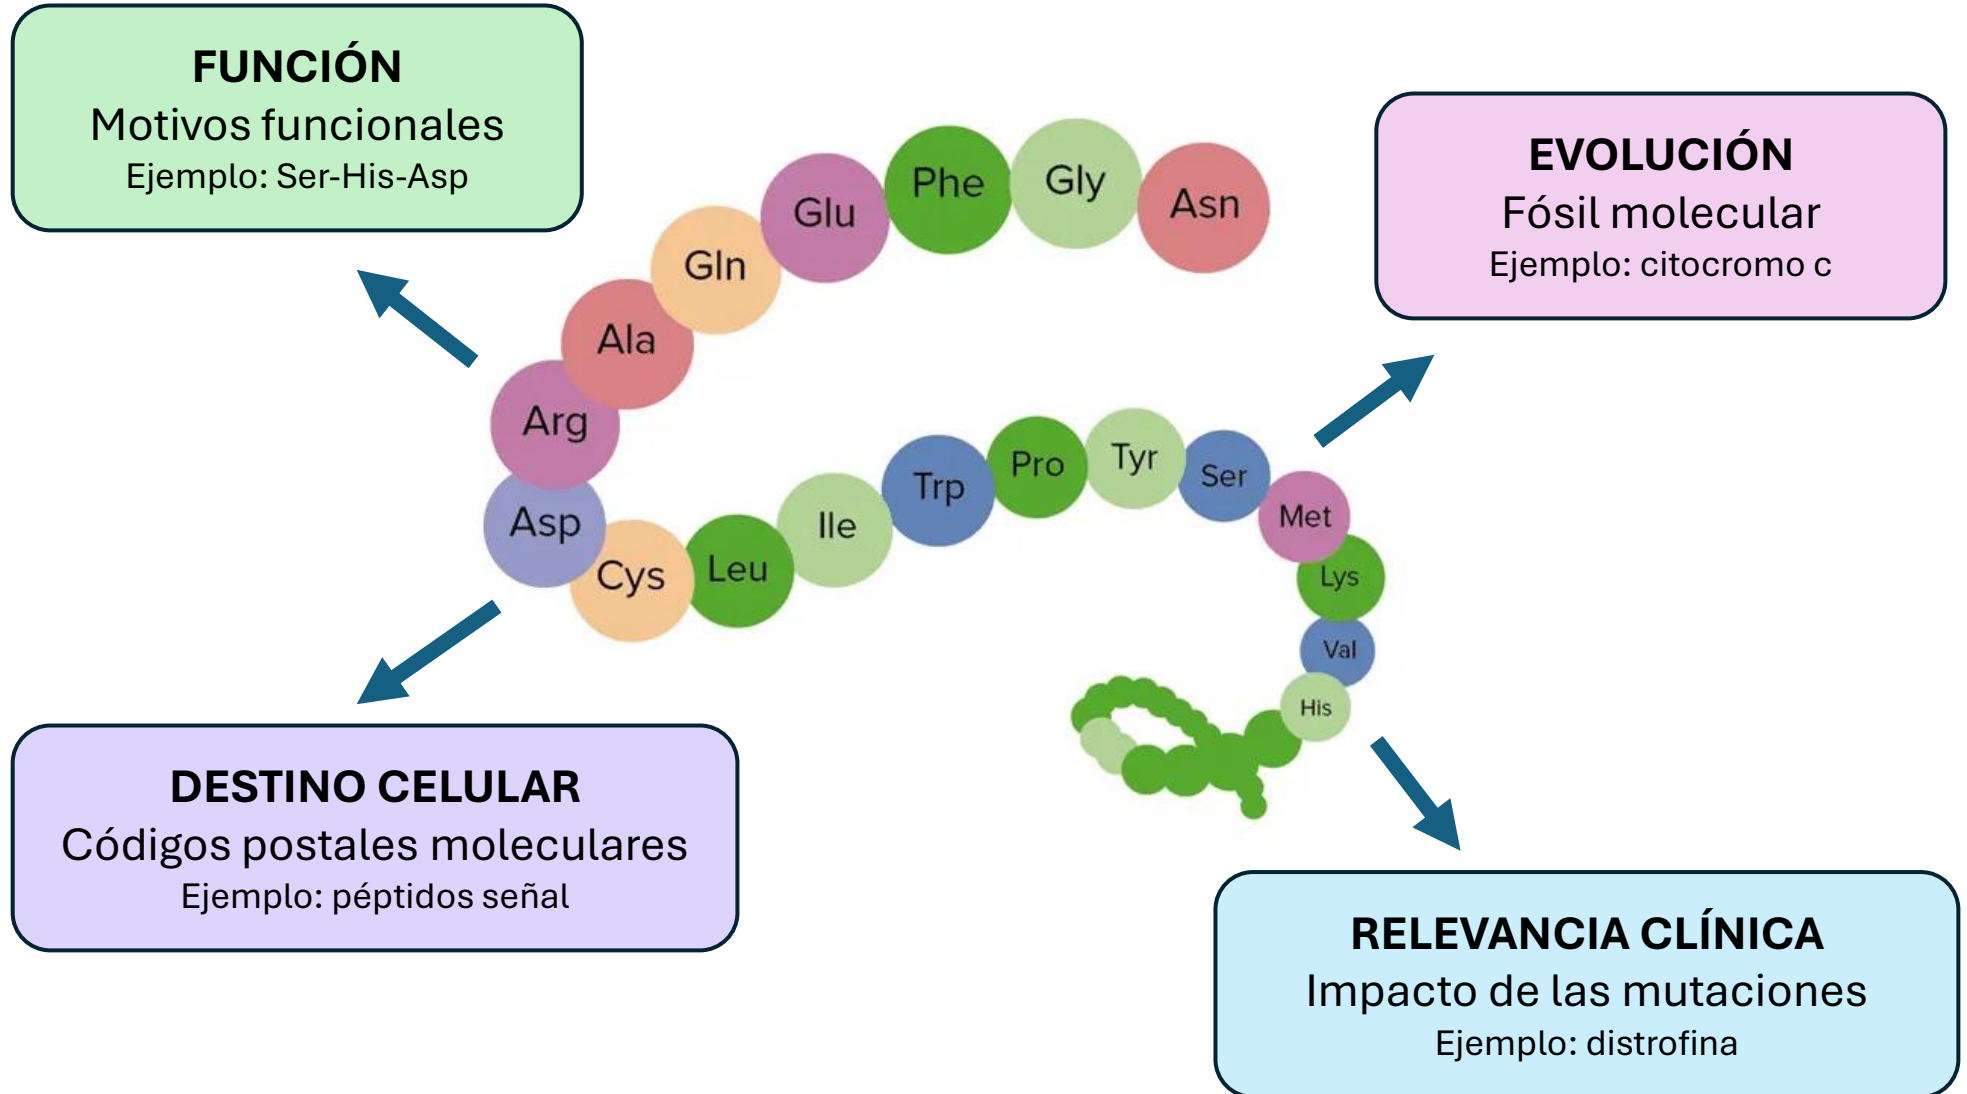 FUNCIÓN
Motivos funcionales
Ejemplo: Ser-His-Asp
EVOLUCIÓN
Fósil molecular
Ejemplo: citocromo c
Asn
Gly
Phe
Glu
Gln
Ala
Arg
Asp
Cys
Leu
Ile
Trp
Pro
Tyr
Ser
Met
Lys
Val
His
DESTINO CELULAR
Códigos postales moleculares
Ejemplo: péptidos señal
RELEVANCIA CLÍNICA
Impacto de las mutaciones
Ejemplo: distrofina